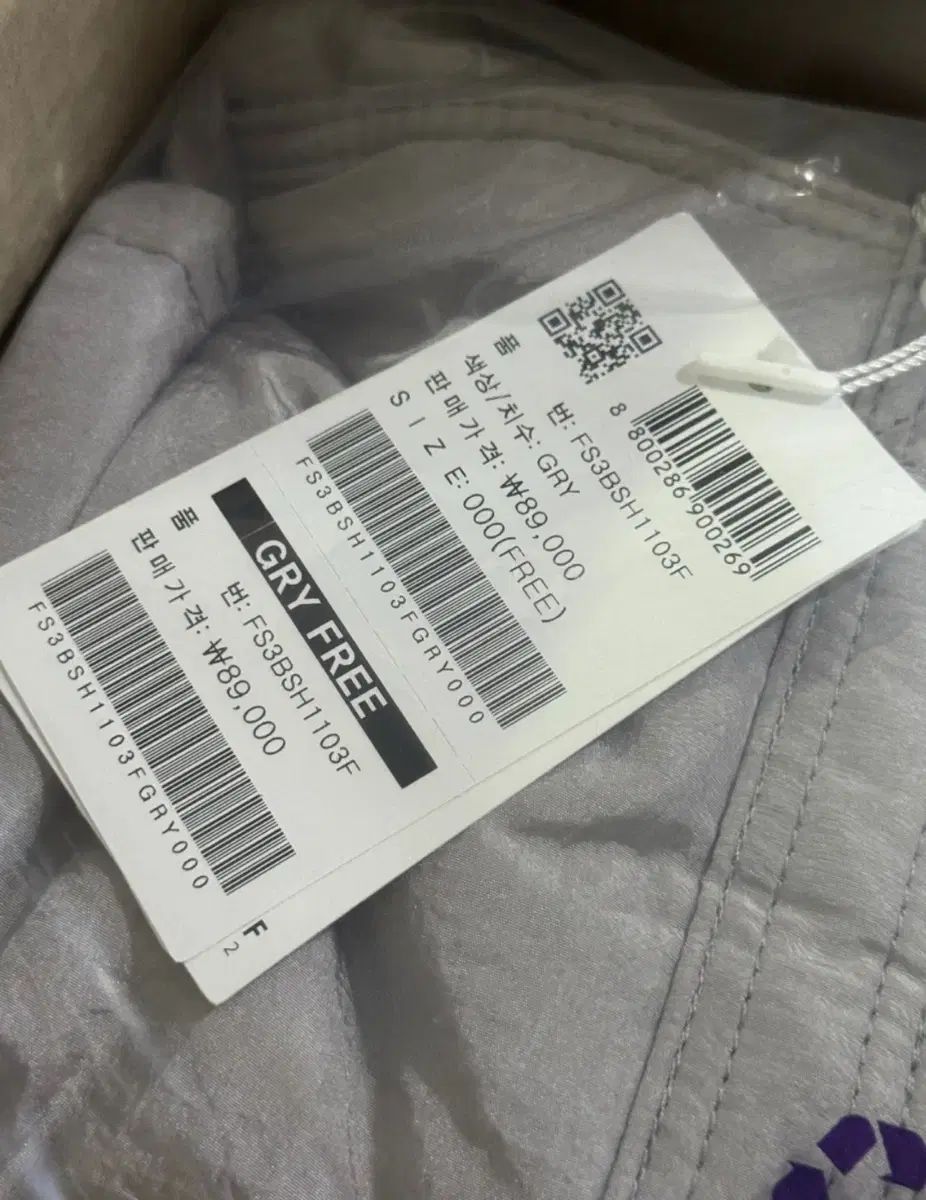 8 800286 900269
품 번: FS3BSH1103F
색상/치수: GRY
판매가격: ₩89,000
S I Z E: 000(FREE)
FS3BSH1103FGRY000
GRY FREE
품 번: FS3BSH1103F
판매가격: ₩89,000
FS3BSH1103FGRY000
F
2